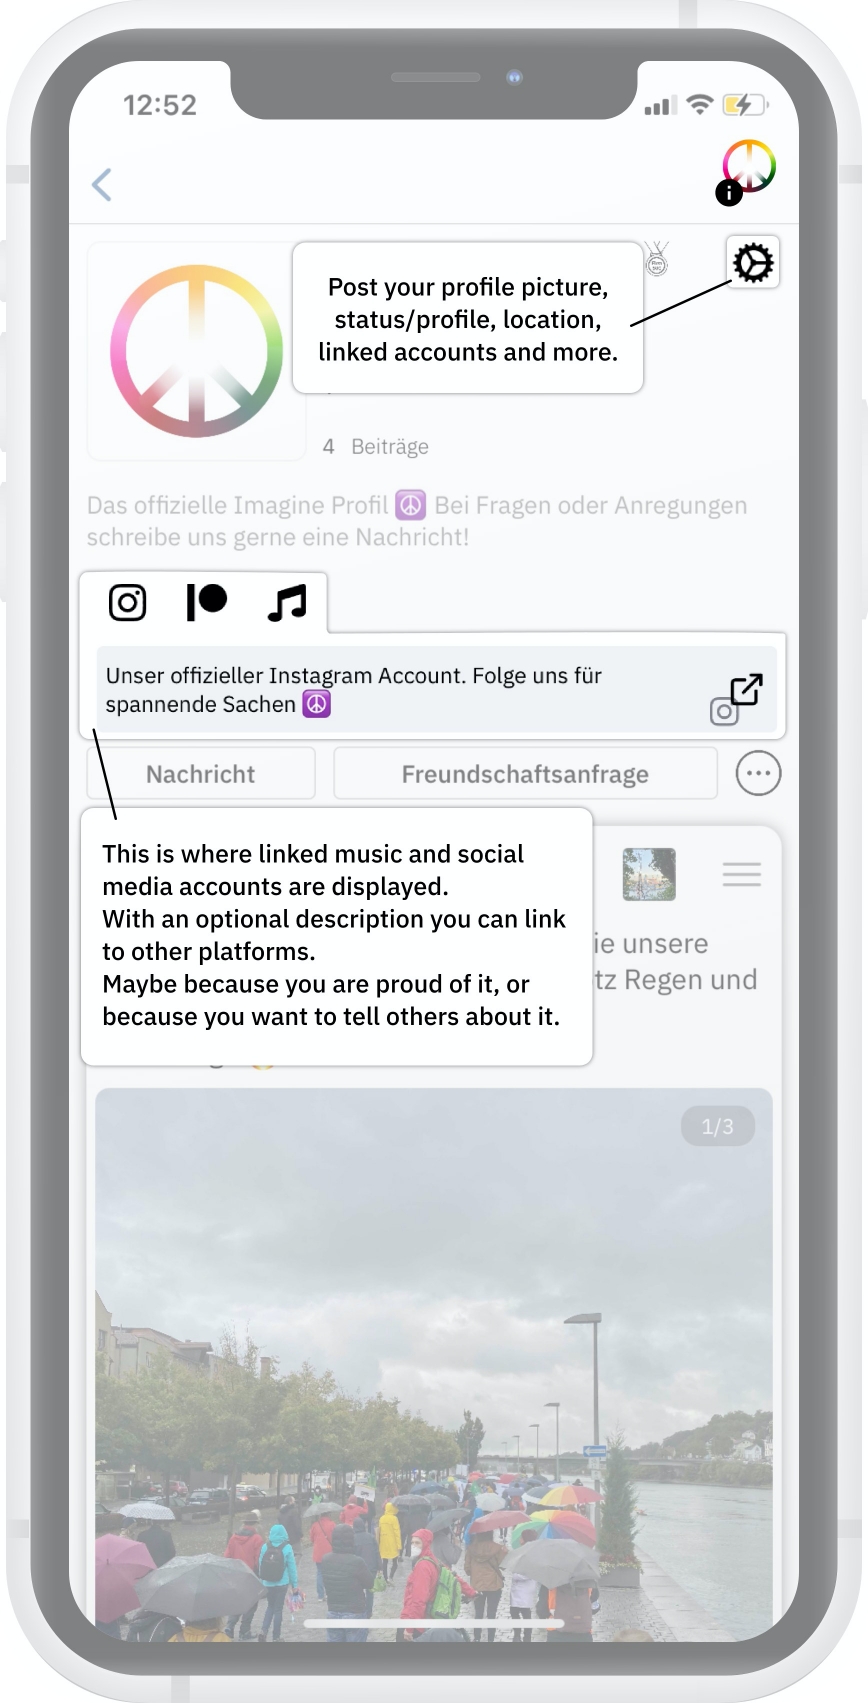 12:52
Post your profile picture,
status/profile, location,
linked accounts and more.
4 Beiträge
Das offizielle Imagine Profil ☮ Bei Fragen oder Anregungen
schreibe uns gerne eine Nachricht!
Unser offizieller Instagram Account. Folge uns für
spannende Sachen ☮
Nachricht Freundschaftsanfrage
This is where linked music and social
media accounts are displayed.
With an optional description you can link
to other platforms.
Maybe because you are proud of it, or
because you want to tell others about it.
ie unsere
tz Regen und
1/3